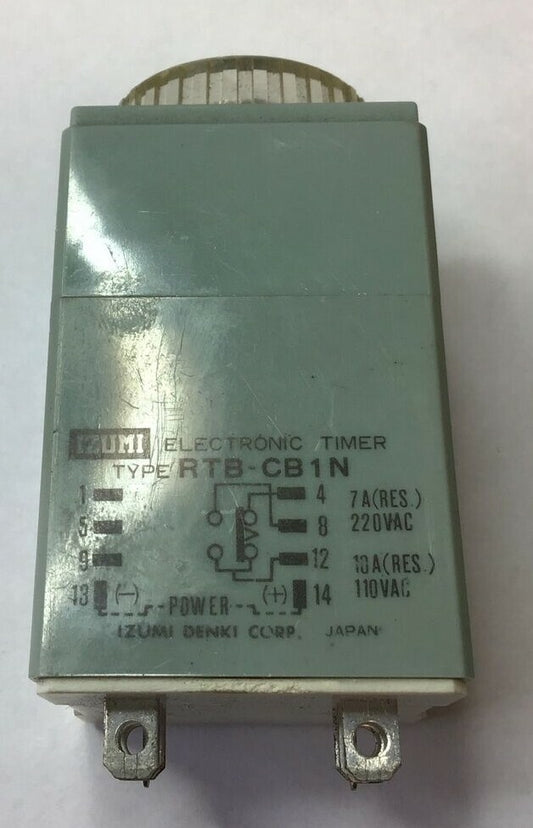 IZUMI ELECTRONIC TIMER
TYPE RTB-CB1N
1 4 7A(RES.)
5 8 220VAC
9 12 10A(RES.)
13 (-) POWER (+) 14 110VAC
IZUMI DENKI CORP. JAPAN